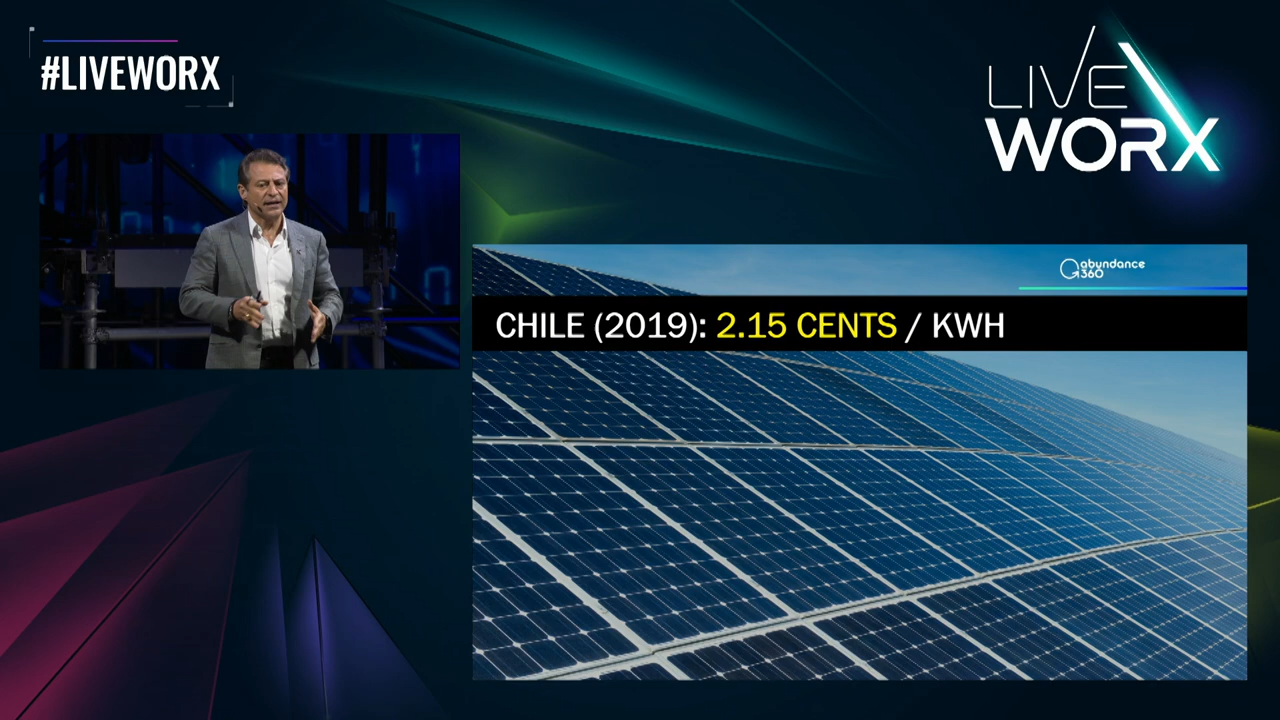 #LIVEWORX
LIVE
WORX
abundance
360
CHILE (2019): 2.15 CENTS / KWH